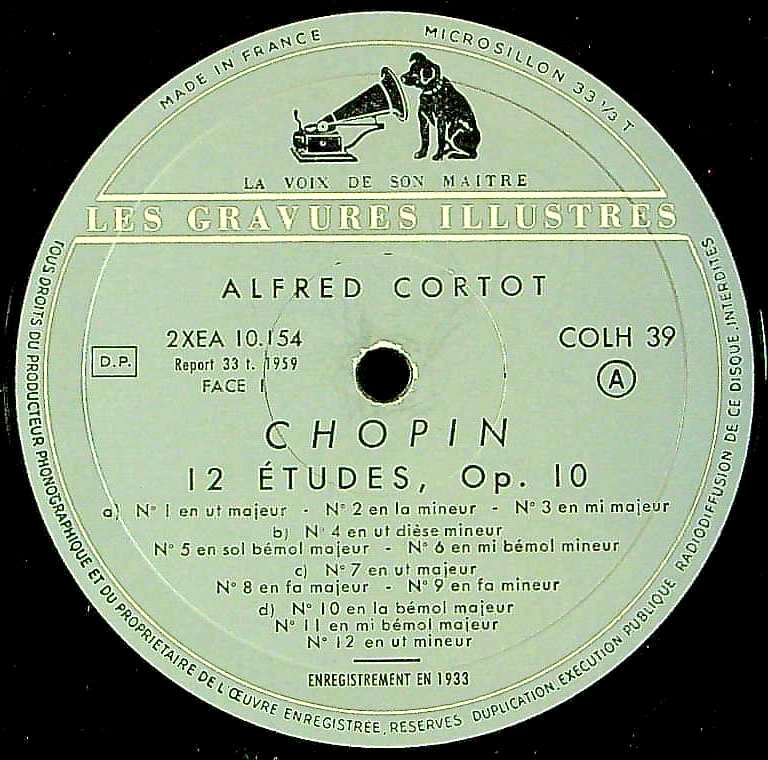 MADE IN FRANCE
MICROSILLON 33 1/3 T
LA VOIX DE SON MAITRE
LES GRAVURES ILLUSTRES
ALFRED CORTOT
2XEA 10.154
COLH 39
D.P.
Report 33 t. 1959
A
FACE 1
CHOPIN
12 ÉTUDES, Op. 10
a) N° 1 en ut majeur - N° 2 en la mineur - N° 3 en mi majeur
b) N° 4 en ut dièse mineur
N° 5 en sol bémol majeur - N° 6 en mi bémol mineur
c) N° 7 en ut majeur
N° 8 en fa majeur - N° 9 en fa mineur
d) N° 10 en la bémol majeur
N° 11 en mi bémol majeur
N° 12 en ut mineur
ENREGISTREMENT EN 1933
TOUS DROITS DU PRODUCTEUR PHONOGRAPHIQUE ET DU PROPRIETAIRE DE L'ŒUVRE ENREGISTREE, RESERVES DUPLICATION, EXECUTION PUBLIQUE RADIODIFFUSION DE CE DISQUE INTERDITES